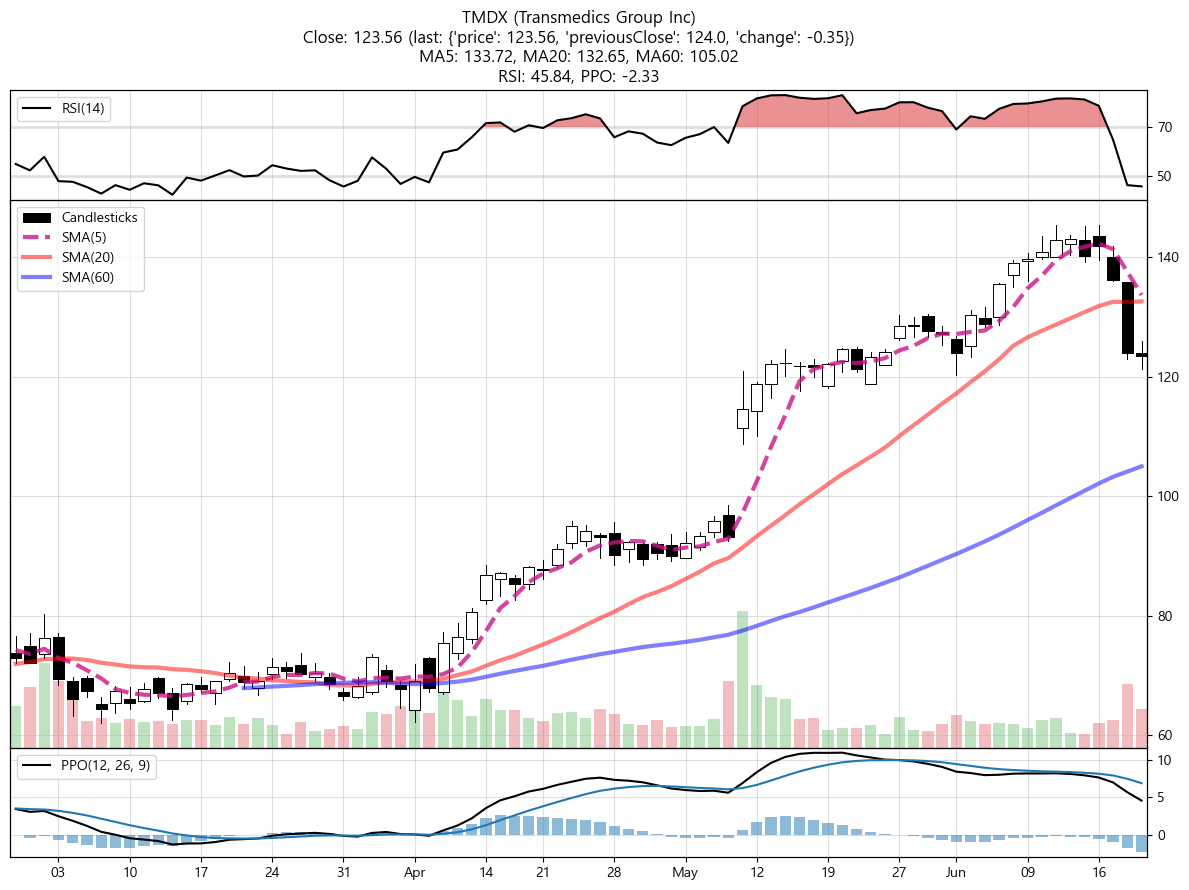 TMDX (Transmedics Group Inc)
Close: 123.56 (last: {'price': 123.56, 'previousClose': 124.0, 'change': -0.35})
MA5: 133.72, MA20: 132.65, MA60: 105.02
RSI: 45.84, PPO: -2.33
RSI(14)
70
50
Candlesticks
SMA(5)
SMA(20)
SMA(60)
140
120
100
80
60
PPO(12, 26, 9)
10
5
0
03 10 17 24 31 Apr 14 21 28 May 12 19 27 Jun 09 16